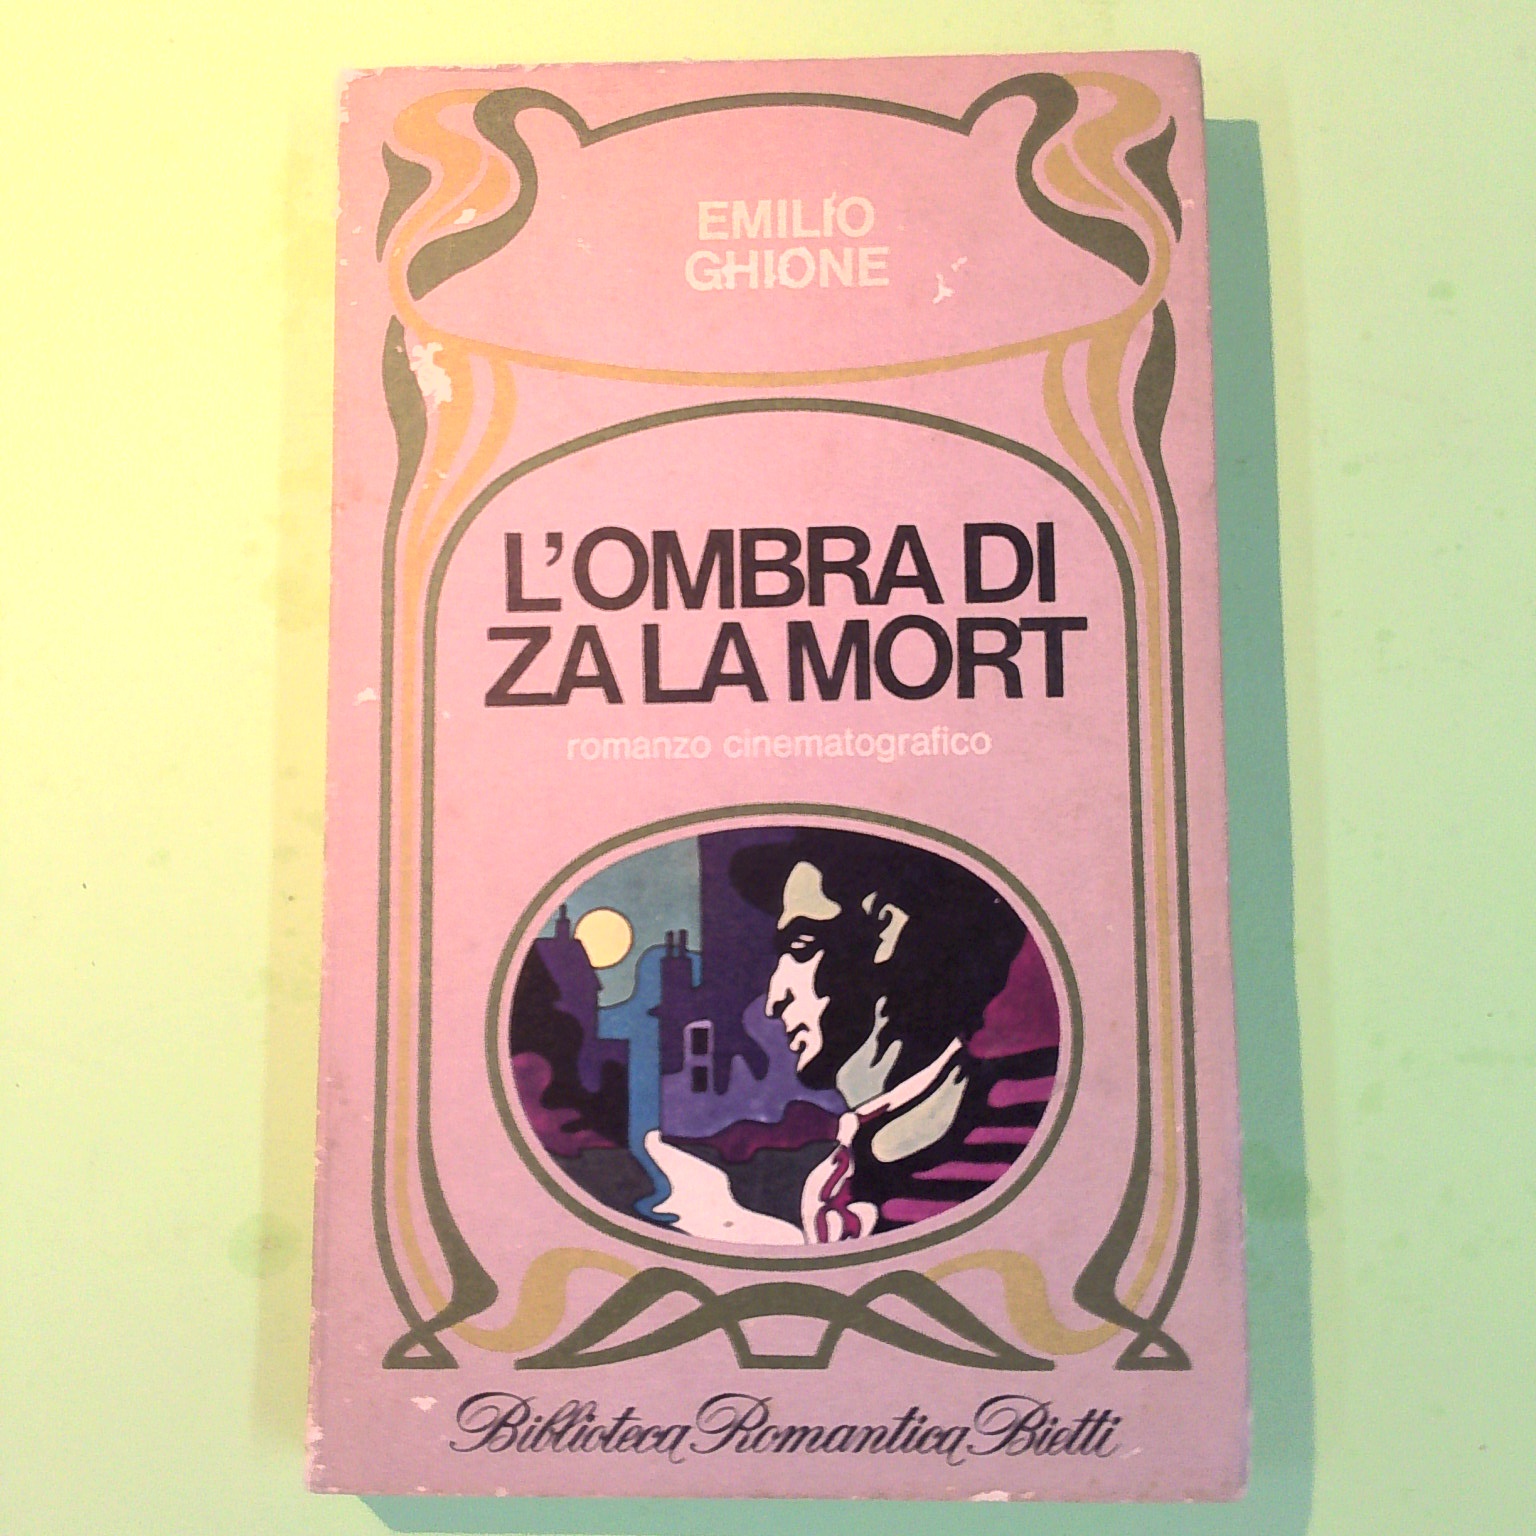 EMILIO
GHIONE
L'OMBRA DI
ZA LA MORT
romanzo cinematografico
Biblioteca Romantica Bietti